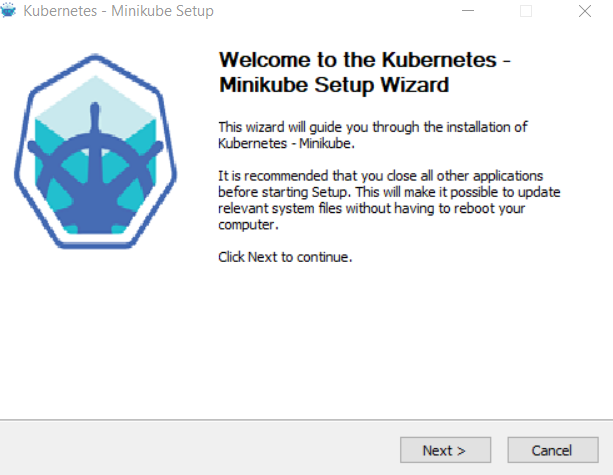 Kubernetes - Minikube Setup
Welcome to the Kubernetes -
Minikube Setup Wizard
This wizard will guide you through the installation of
Kubernetes - Minikube.
It is recommended that you close all other applications
before starting Setup. This will make it possible to update
relevant system files without having to reboot your
computer.
Click Next to continue.
Next >
Cancel